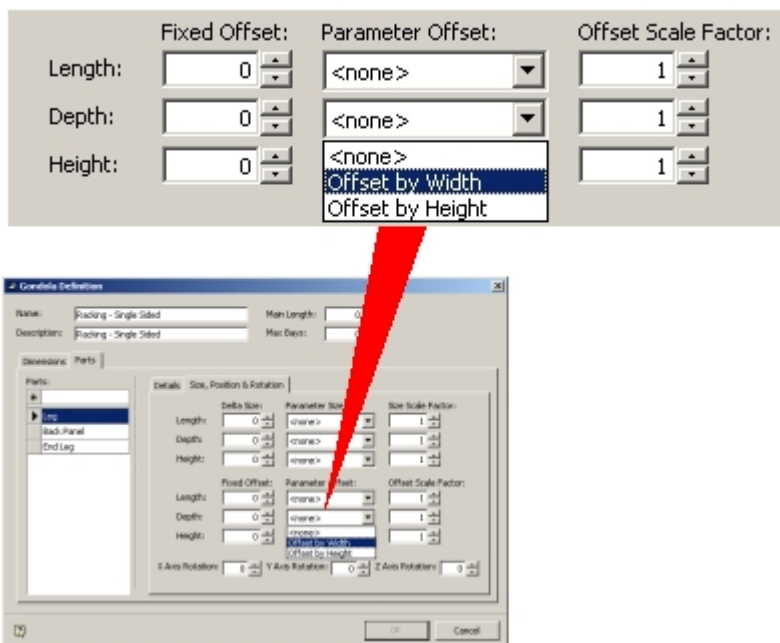 Fixed Offset: Parameter Offset: Offset Scale Factor:
Length: 0 <none> 1
Depth: 0 <none> 1
Height: 0 <none> 1
Offset by Width
Offset by Height
Gondola Definition
Name: Racking - Single Sided Main Length: 0
Description: Racking - Single Sided Max Bays:
Dimensions Parts
Parts: Details Size, Position & Rotation
Delta Size: Parameter Size Scale Factor:
Leg Length: 0 <none> 1
Back Panel Depth: 0 <none> 1
End Leg Height: 0 <none> 1
Fixed Offset: Parameter Offset: Offset Scale Factor:
Length: 0 <none> 1
Depth: 0 <none> 1
Height: 0 <none> 1
Offset by Width
Offset by Height
X Axis Rotation: 0 Y Axis Rotation: 0 Z Axis Rotation: 0
OK Cancel